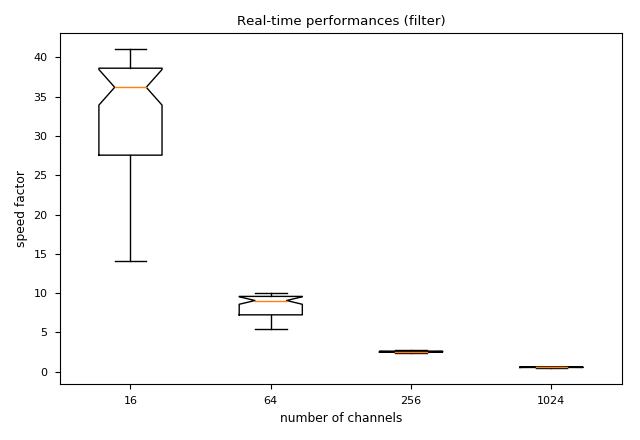 Real-time performances (filter)
speed factor
40
35
30
25
20
15
10
5
0
16 64 256 1024
number of channels